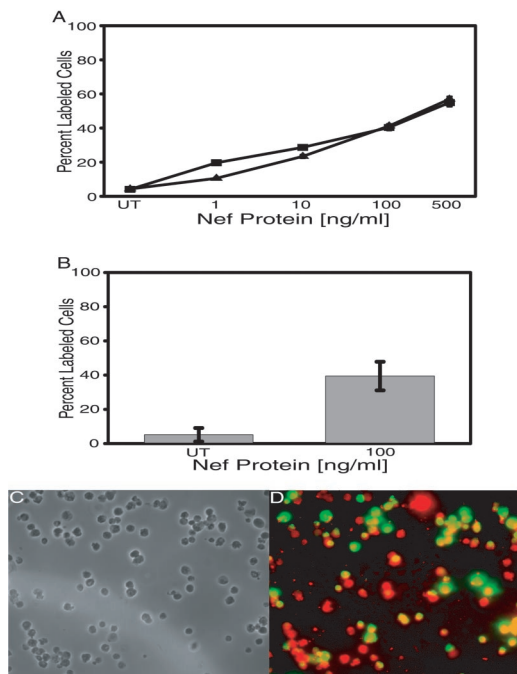 A
Percent Labeled Cells
100
80
60
40
20
0
UT 1 10 100 500
Nef Protein [ng/ml]
B
Percent Labeled Cells
100
80
60
40
20
0
UT 100
Nef Protein [ng/ml]
C
D